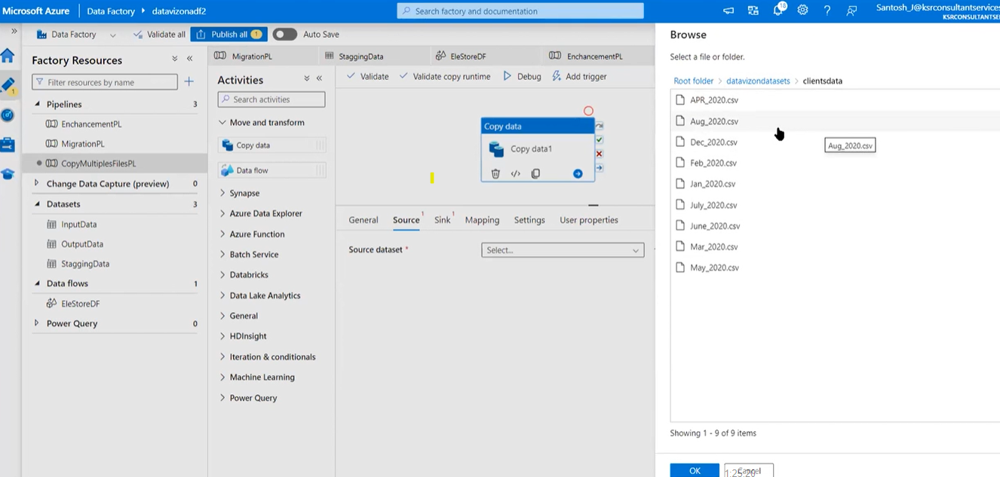 Microsoft Azure
Data Factory
datavizonadf2
Search factory and documentation
18
Santosh_J@ksrconsultantservices
KSRCONSULTANTSE
Data Factory
Validate all
Publish all 1
Auto Save
Factory Resources
Filter resources by name
Pipelines 3
EnchancementPL
MigrationPL
CopyMultiplesFilesPL
Change Data Capture (preview) 0
Datasets 3
InputData
OutputData
StaggingData
Data flows 1
EleStoreDF
Power Query 0
1
MigrationPL
StaggingData
EleStoreDF
EnchancementPL
Activities
Search activities
Move and transform
Copy data
Data flow
Synapse
Azure Data Explorer
Azure Function
Batch Service
Databricks
Data Lake Analytics
General
HDInsight
Iteration & conditionals
Machine Learning
Power Query
Validate
Validate copy runtime
Debug
Add trigger
Copy data
Copy data1
General
Source 1
Sink 1
Mapping
Settings
User properties
Source dataset *
Select...
Browse
Select a file or folder.
Root folder > datavizondatasets > clientsdata
APR_2020.csv
Aug_2020.csv
Dec_2020.csv
Feb_2020.csv
Jan_2020.csv
July_2020.csv
June_2020.csv
Mar_2020.csv
May_2020.csv
Aug_2020.csv
Showing 1 - 9 of 9 items
OK
Cancel
1:25:20